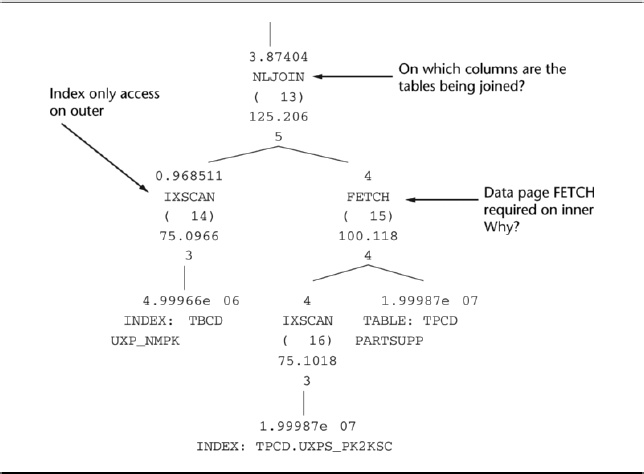 3.87404
NLJOIN
( 13)
125.206
5
On which columns are the
tables being joined?
Index only access
on outer
0.968511
IXSCAN
( 14)
75.0966
3
4
FETCH
( 15)
100.118
4
Data page FETCH
required on inner
Why?
4.99966e 06
INDEX: TBCD
UXP_NMPK
4
IXSCAN
( 16)
75.1018
3
1.99987e 07
TABLE: TPCD
PARTSUPP
1.99987e 07
INDEX: TPCD.UXPS_PK2KSC